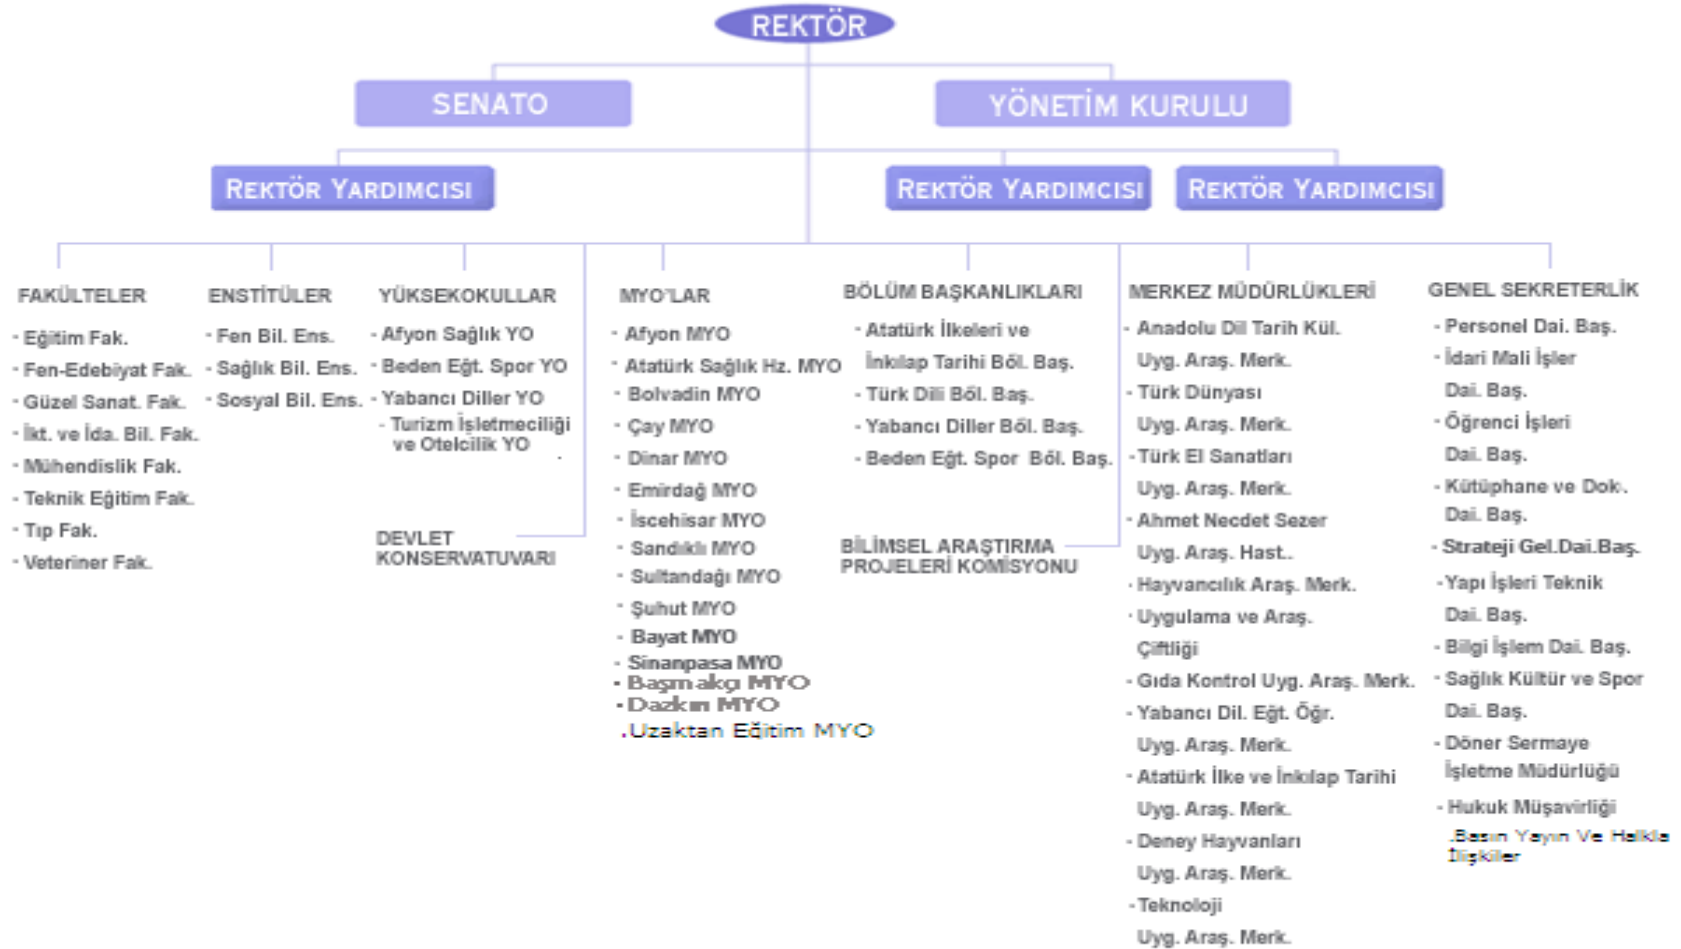 REKTÖR
SENATO
YÖNETİM KURULU
REKTÖR YARDIMCISI
REKTÖR YARDIMCISI
REKTÖR YARDIMCISI
FAKÜLTELER
- Eğitim Fak.
- Fen-Edebiyat Fak.
- Güzel Sanat. Fak.
- İkt. ve İda. Bil. Fak.
- Mühendislik Fak.
- Teknik Eğitim Fak.
- Tıp Fak.
- Veteriner Fak.
ENSTİTÜLER
- Fen Bil. Ens.
- Sağlık Bil. Ens.
- Sosyal Bil. Ens.
YÜKSEKOKULLAR
- Afyon Sağlık YO
- Beden Eğt. Spor YO
- Yabancı Diller YO
- Turizm İşletmeciliği
ve Otelcilik YO
DEVLET
KONSERVATUVARI
MYO'LAR
- Afyon MYO
- Atatürk Sağlık Hz. MYO
- Bolvadin MYO
- Çay MYO
- Dinar MYO
- Emirdağ MYO
- İscehisar MYO
- Sandıklı MYO
- Sultandağı MYO
- Şuhut MYO
- Bayat MYO
- Sinanpasa MYO
- Başmakçı MYO
- Dazkırı MYO
.Uzaktan Eğitim MYO
BÖLÜM BAŞKANLIKLARI
- Atatürk İlkeleri ve
İnkılap Tarihi Böl. Baş.
- Türk Dili Böl. Baş.
- Yabancı Diller Böl. Baş.
- Beden Eğt. Spor Böl. Baş.
BİLİMSEL ARAŞTIRMA
PROJELERİ KOMİSYONU
MERKEZ MÜDÜRLÜKLERİ
- Anadolu Dil Tarih Kül.
Uyg. Araş. Merk.
- Türk Dünyası
Uyg. Araş. Merk.
- Türk El Sanatları
Uyg. Araş. Merk.
- Ahmet Necdet Sezer
Uyg. Araş. Hast..
- Hayvancılık Araş. Merk.
- Uygulama ve Araş.
Çiftliği
- Gıda Kontrol Uyg. Araş. Merk.
- Yabancı Dil. Eğt. Öğr.
Uyg. Araş. Merk.
- Atatürk İlke ve İnkılap Tarihi
Uyg. Araş. Merk.
- Deney Hayvanları
Uyg. Araş. Merk.
- Teknoloji
Uyg. Araş. Merk.
GENEL SEKRETERLİK
- Personel Dai. Baş.
- İdari Mali İşler
Dai. Baş.
- Öğrenci İşleri
Dai. Baş.
- Kütüphane ve Dok.
Dai. Baş.
- Strateji Gel.Dai.Baş.
- Yapı İşleri Teknik
Dai. Baş.
- Bilgi İşlem Dai. Baş.
- Sağlık Kültür ve Spor
Dai. Baş.
- Döner Sermaye
İşletme Müdürlüğü
- Hukuk Müşavirliği
.Basın Yayın Ve Halkla
İlişkiler